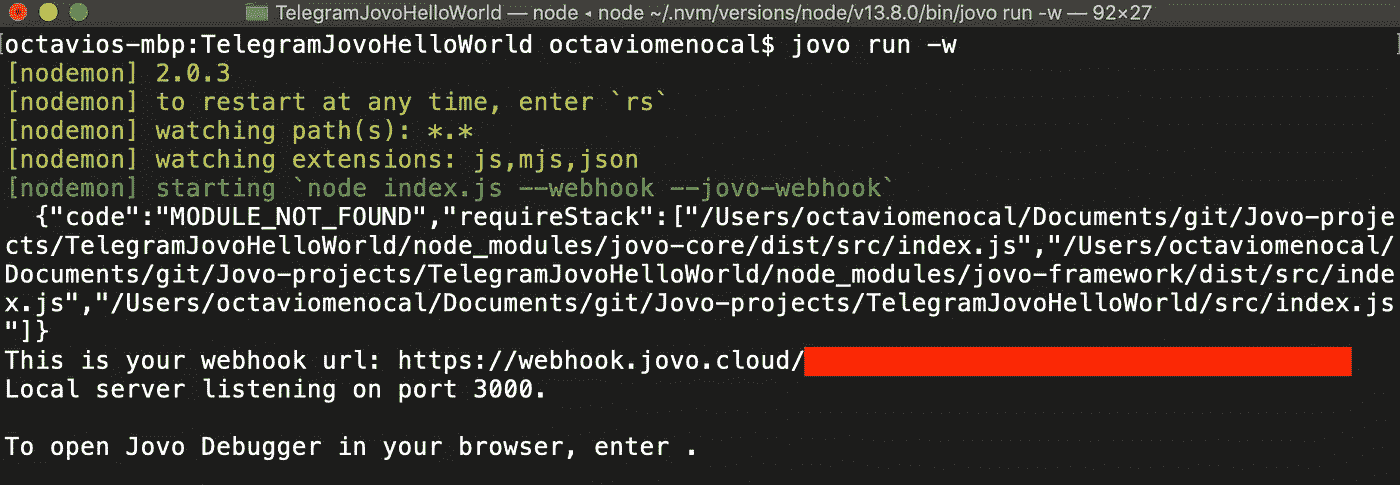 TelegramJovoHelloWorld — node ◂ node ~/.nvm/versions/node/v13.8.0/bin/jovo run -w — 92×27
octavios-mbp:TelegramJovoHelloWorld octaviomenocal$ jovo run -w
[nodemon] 2.0.3
[nodemon] to restart at any time, enter `rs`
[nodemon] watching path(s): *.*
[nodemon] watching extensions: js,mjs,json
[nodemon] starting `node index.js --webhook --jovo-webhook`
{"code":"MODULE_NOT_FOUND","requireStack":["/Users/octaviomenocal/Documents/git/Jovo-proje
cts/TelegramJovoHelloWorld/node_modules/jovo-core/dist/src/index.js","/Users/octaviomenocal/
Documents/git/Jovo-projects/TelegramJovoHelloWorld/node_modules/jovo-framework/dist/src/inde
x.js","/Users/octaviomenocal/Documents/git/Jovo-projects/TelegramJovoHelloWorld/src/index.js
"]}
This is your webhook url: https://webhook.jovo.cloud/
Local server listening on port 3000.
To open Jovo Debugger in your browser, enter .